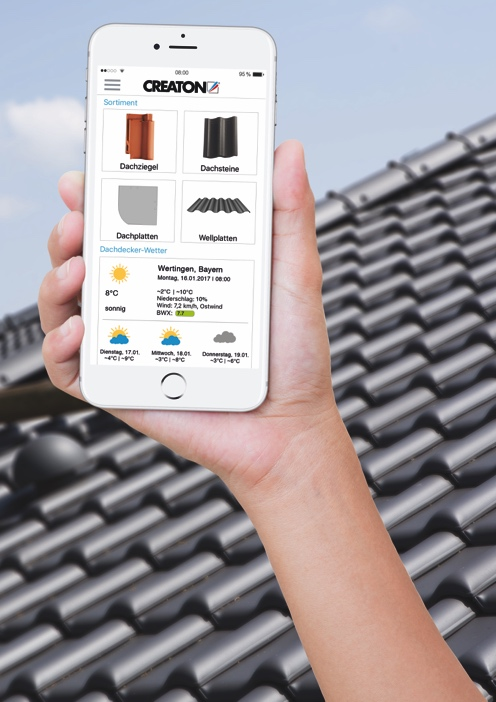 08:00
95 %
CREATON
Sortiment
Dachziegel
Dachsteine
Dachplatten
Wellplatten
Dachdecker-Wetter
Wertingen, Bayern
Montag, 16.01.2017 | 08:00
8°C
~2°C | ~10°C
Niederschlag: 10%
sonnig
Wind: 7,2 km/h, Ostwind
BWX: 7.7
Dienstag, 17.01.
~4°C | ~9°C
Mittwoch, 18.01.
~3°C | ~8°C
Donnerstag, 19.01.
~3°C | ~6°C